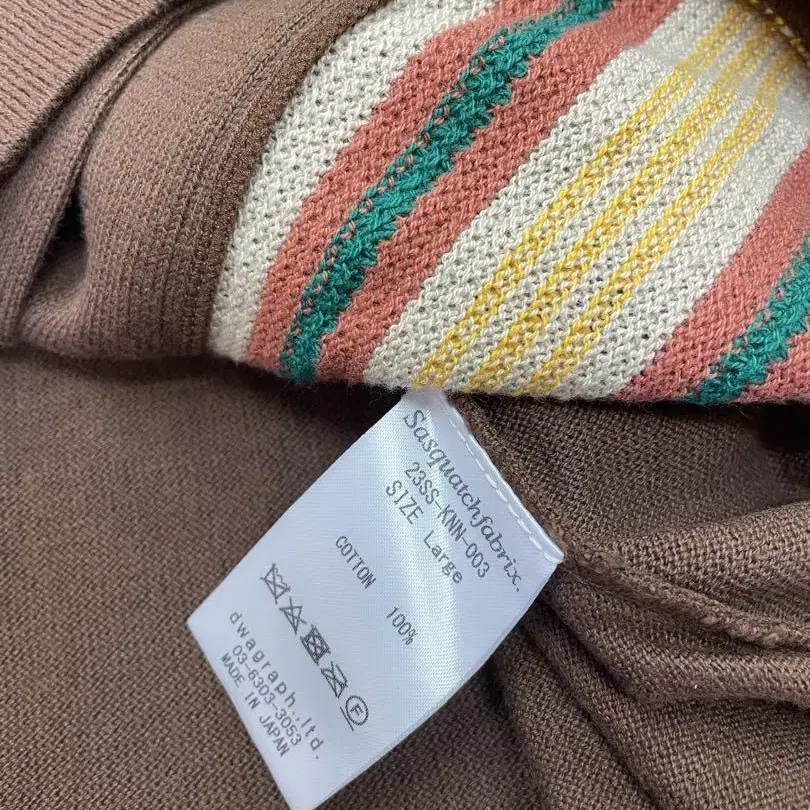 Sasquatchfabrix.
23SS-KNN-003
SIZE Large
COTTON 100%
F
dwagraph.,ltd.
03-6303-3053
MADE IN JAPAN